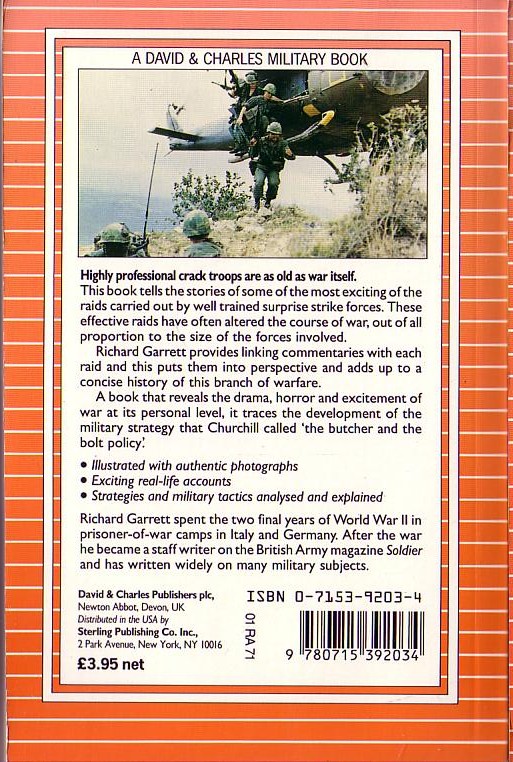 A DAVID & CHARLES MILITARY BOOK
Highly professional crack troops are as old as war itself.
This book tells the stories of some of the most exciting of the
raids carried out by well trained surprise strike forces. These
effective raids have often altered the course of war, out of all
proportion to the size of the forces involved.
Richard Garrett provides linking commentaries with each
raid and this puts them into perspective and adds up to a
concise history of this branch of warfare.
A book that reveals the drama, horror and excitement of
war at its personal level, it traces the development of the
military strategy that Churchill called 'the butcher and the
bolt policy'.
• Illustrated with authentic photographs
• Exciting real-life accounts
• Strategies and military tactics analysed and explained
Richard Garrett spent the two final years of World War II in
prisoner-of-war camps in Italy and Germany. After the war
he became a staff writer on the British Army magazine Soldier
and has written widely on many military subjects.
David & Charles Publishers plc,
Newton Abbot, Devon, UK
Distributed in the USA by
Sterling Publishing Co. Inc.,
2 Park Avenue, New York, NY 10016
£3.95 net
ISBN 0-7153-9203-4
01 RA 71
9 780715 392034